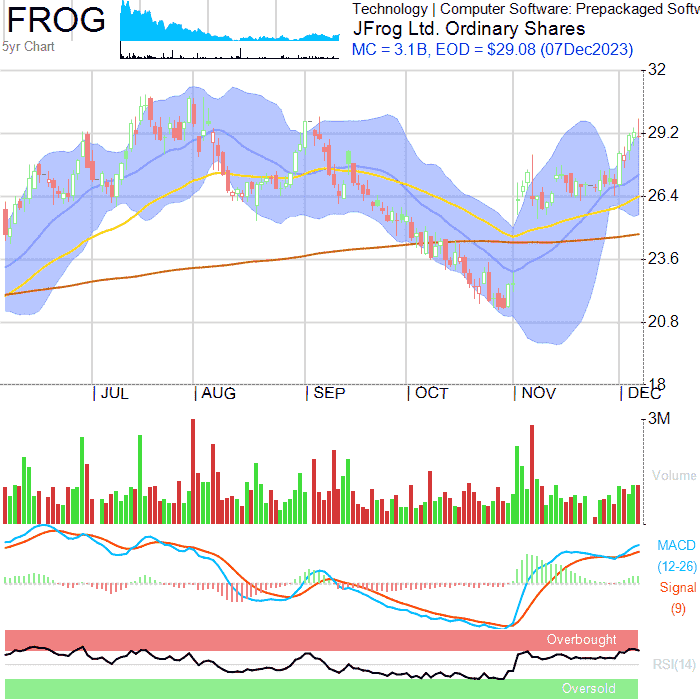 FROG
5yr Chart
Technology | Computer Software: Prepackaged Softw
JFrog Ltd. Ordinary Shares
MC = 3.1B, EOD = $29.08 (07Dec2023)
32
29.2
26.4
23.6
20.8
18
JUL AUG SEP OCT NOV DEC
3M
Volume
MACD
(12-26)
Signal
(9)
Overbought
RSI(14)
Oversold